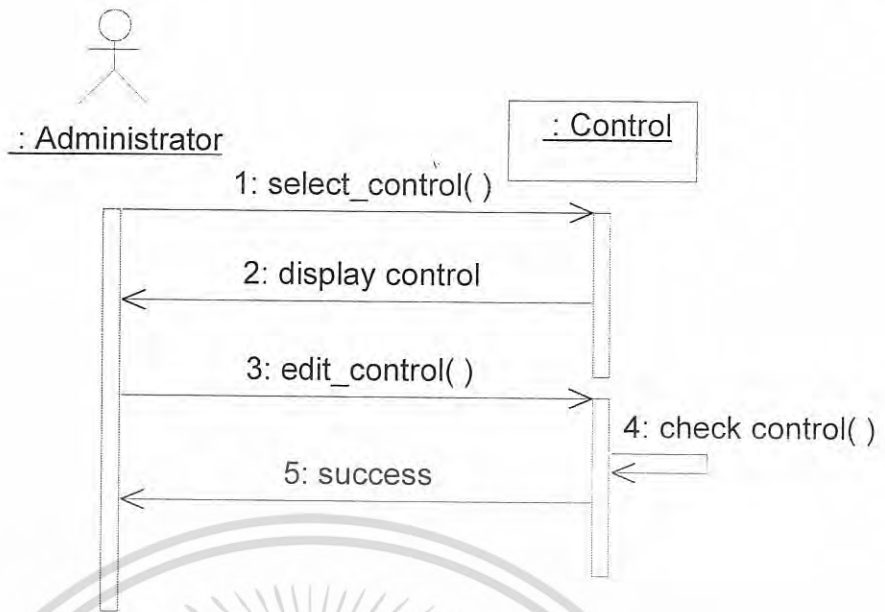 : Administrator
: Control
1: select_control( )
2: display control
3: edit_control( )
4: check control( )
5: success